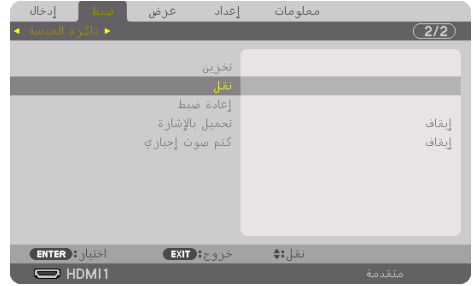 إدخال ضبط عرض إعداد معلومات
ذاكرة العدسة 2/2
تخزين
نقل
إعادة ضبط
تحميل بالإشارة إيقاف
كتم صوت إجباري إيقاف
ENTER:اختيار EXIT:خروج نقل:
HDMI1 متقدمة